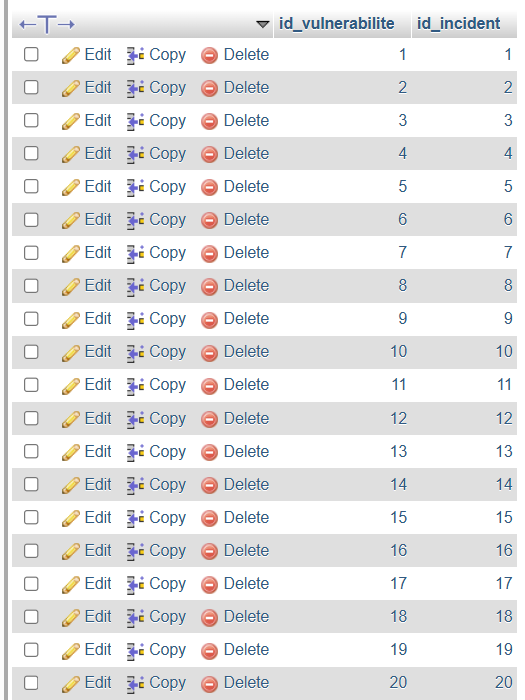 ←T→ id_vulnerabilite id_incident
Edit Copy Delete 1 1
Edit Copy Delete 2 2
Edit Copy Delete 3 3
Edit Copy Delete 4 4
Edit Copy Delete 5 5
Edit Copy Delete 6 6
Edit Copy Delete 7 7
Edit Copy Delete 8 8
Edit Copy Delete 9 9
Edit Copy Delete 10 10
Edit Copy Delete 11 11
Edit Copy Delete 12 12
Edit Copy Delete 13 13
Edit Copy Delete 14 14
Edit Copy Delete 15 15
Edit Copy Delete 16 16
Edit Copy Delete 17 17
Edit Copy Delete 18 18
Edit Copy Delete 19 19
Edit Copy Delete 20 20